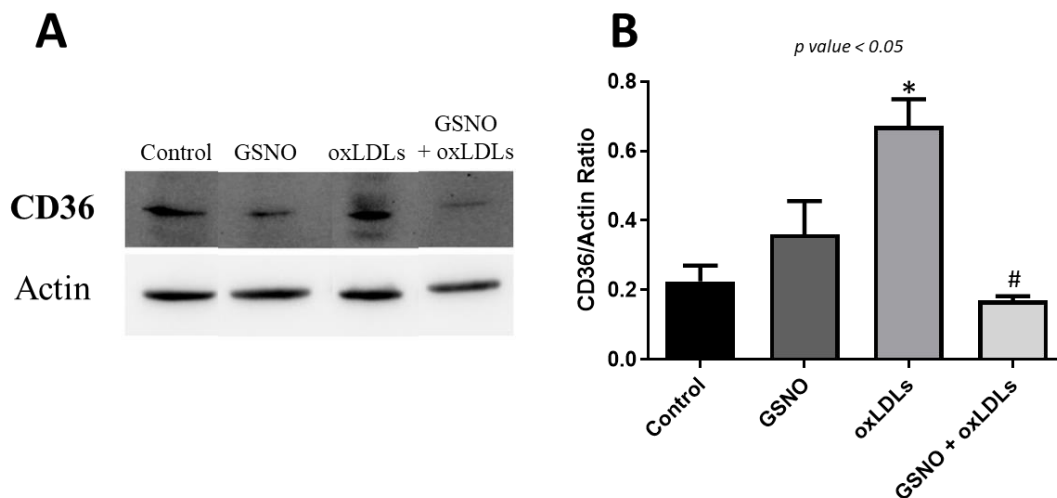 A
GSNO
Control GSNO oxLDLs + oxLDLs
CD36
Actin
B
p value < 0.05
CD36/Actin Ratio
0.8
0.6
0.4
0.2
0.0
*
#
Control
GSNO
oxLDLs
GSNO + oxLDLs